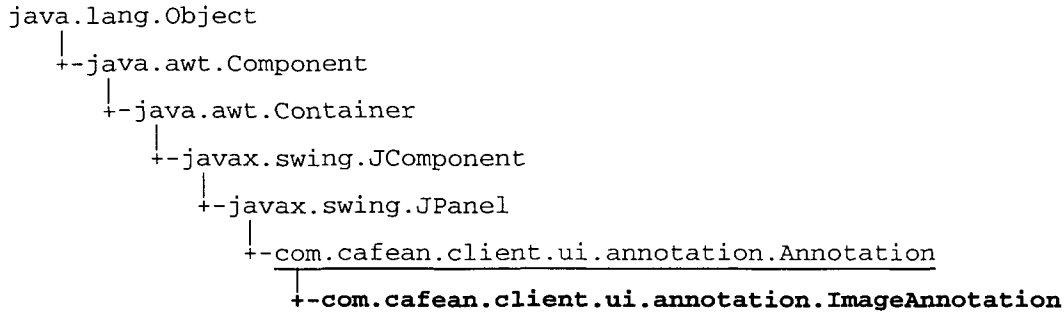 java.lang.Object
|
+-java.awt.Component
|
+-java.awt.Container
|
+-javax.swing.JComponent
|
+-javax.swing.JPanel
|
+-com.cafean.client.ui.annotation.Annotation
|
+-com.cafean.client.ui.annotation.ImageAnnotation